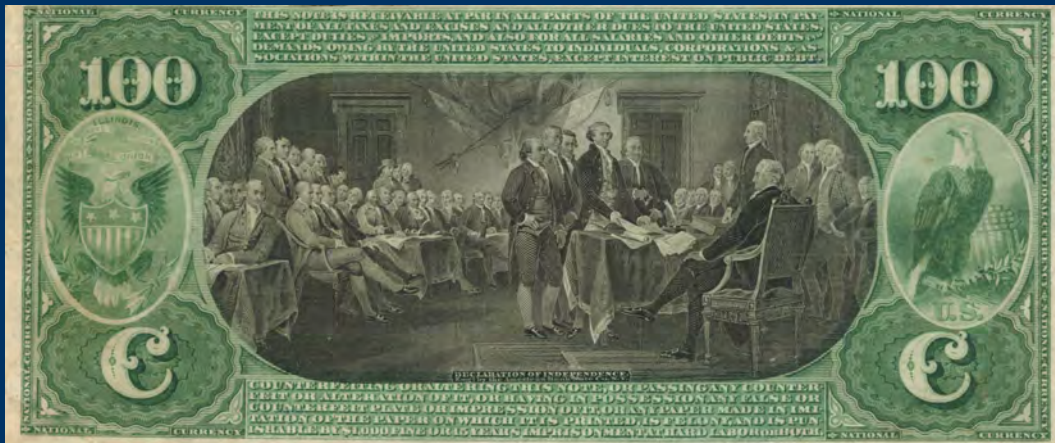 NATIONAL CURRENCY
THIS NOTE IS RECEIVABLE AT PAR IN ALL PARTS OF THE UNITED STATES, IN PAY
MENT OF ALL TAXES AND EXCISES AND ALL OTHER DUES TO THE UNITED STATES,
EXCEPT DUTIES ON IMPORTS, AND ALSO FOR ALL SALARIES AND OTHER DEBTS &
DEMANDS OWING BY THE UNITED STATES TO INDIVIDUALS, CORPORATIONS & AS
SOCIATIONS WITHIN THE UNITED STATES, EXCEPT INTEREST ON PUBLIC DEBT.
NATIONAL CURRENCY
100
100
ILLINOIS
UNION
U.S.
DECLARATION OF INDEPENDENCE
C
C
COUNTERFEITING OR ALTERING THIS NOTE, OR PASSING ANY COUNTER
FEIT OR ALTERATION OF IT, OR HAVING IN POSSESSION ANY FALSE OR
COUNTERFEIT PLATE OR IMPRESSION OF IT, OR ANY PAPER MADE IN IMI
TATION OF THE PAPER ON WHICH IT IS PRINTED, IS FELONY, AND IS PUN
ISHABLE BY $1000 FINE OR 15 YEARS IMPRISONMENT AT HARD LABOR OR BOTH.
NATIONAL CURRENCY
NATIONAL CURRENCY